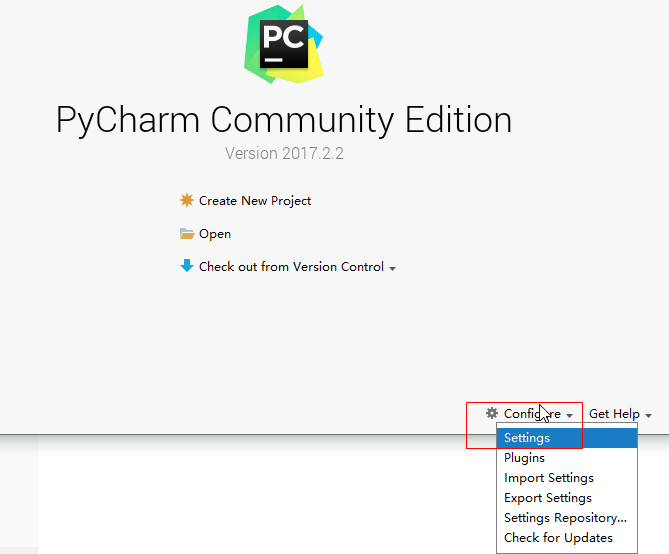 PC
PyCharm Community Edition
Version 2017.2.2
Create New Project
Open
Check out from Version Control
Configure Get Help
Settings
Plugins
Import Settings
Export Settings
Settings Repository...
Check for Updates